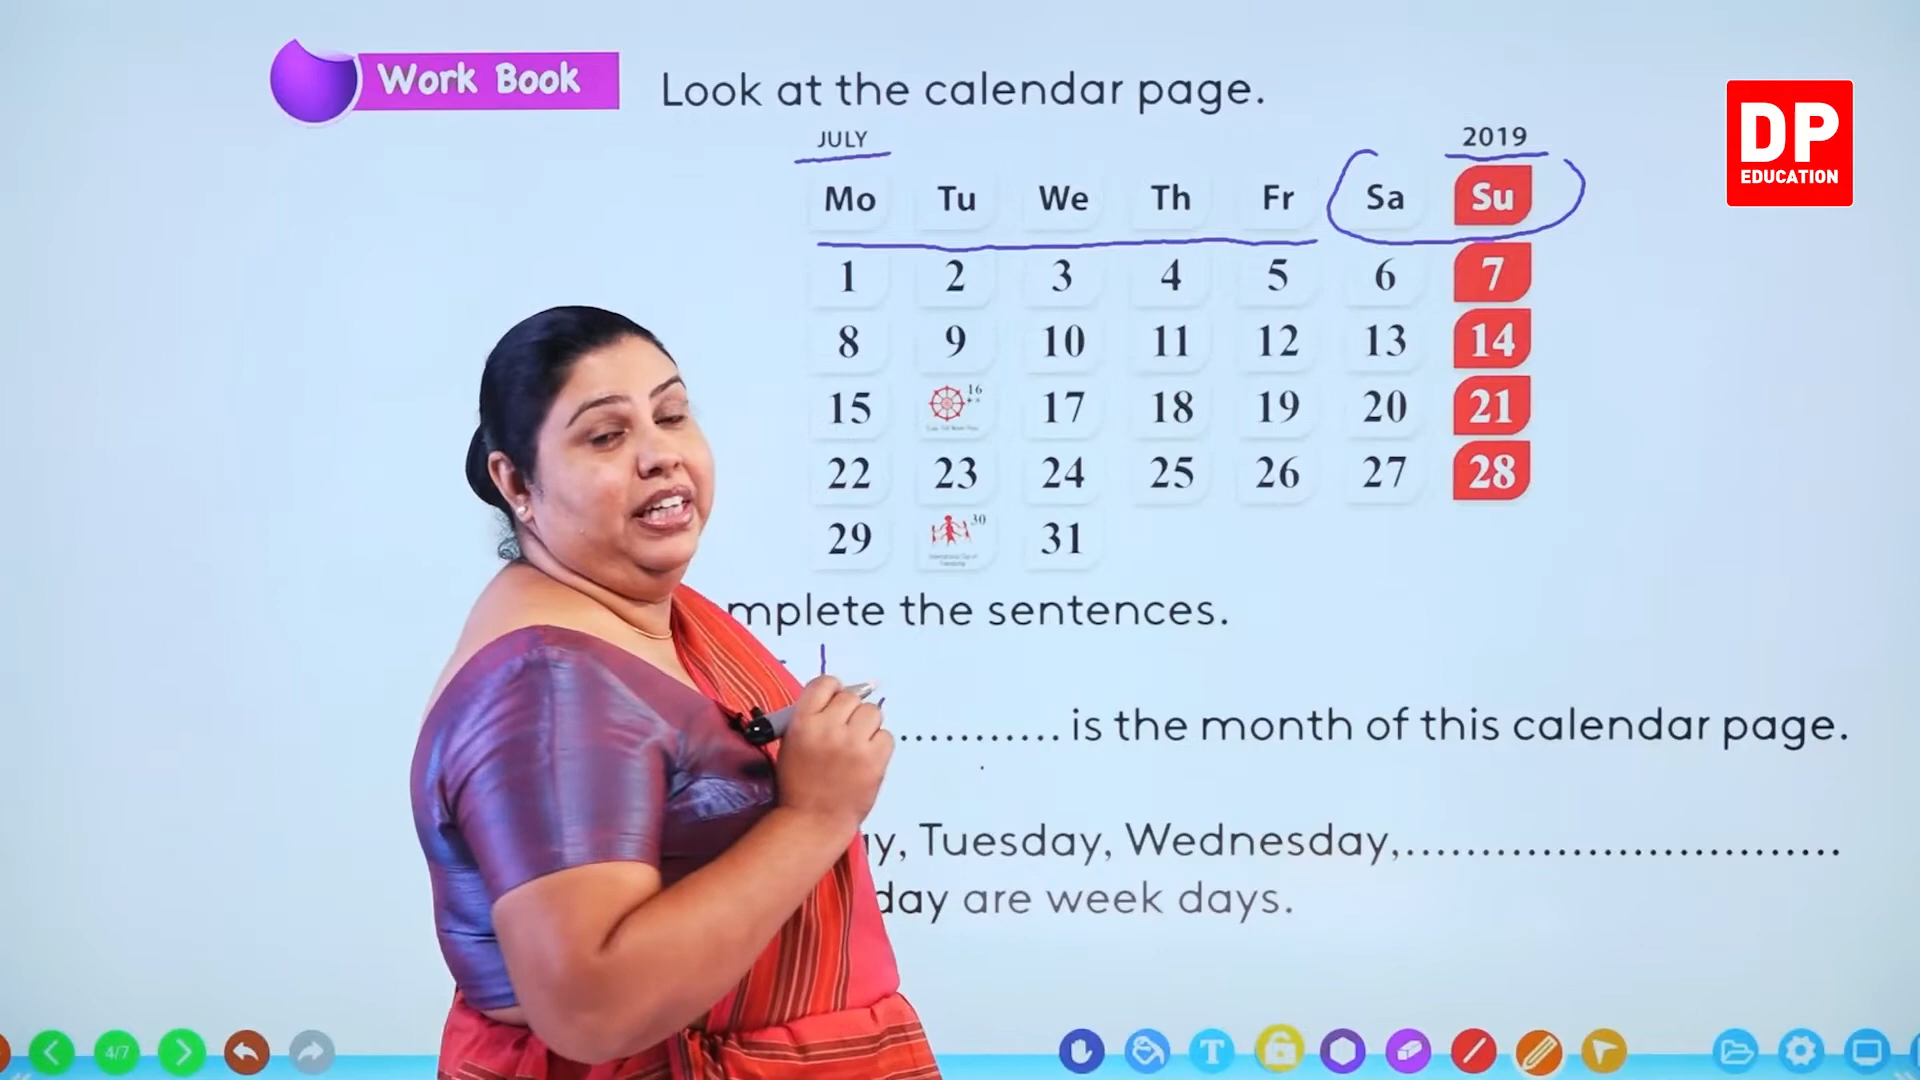 Work Book
Look at the calendar page.
DP
EDUCATION
JULY 2019
Mo Tu We Th Fr Sa Su
1 2 3 4 5 6 7
8 9 10 11 12 13 14
15 16 17 18 19 20 21
22 23 24 25 26 27 28
29 30 31
mplete the sentences.
........... is the month of this calendar page.
y, Tuesday, Wednesday,.............................
day are week days.
4/7
T